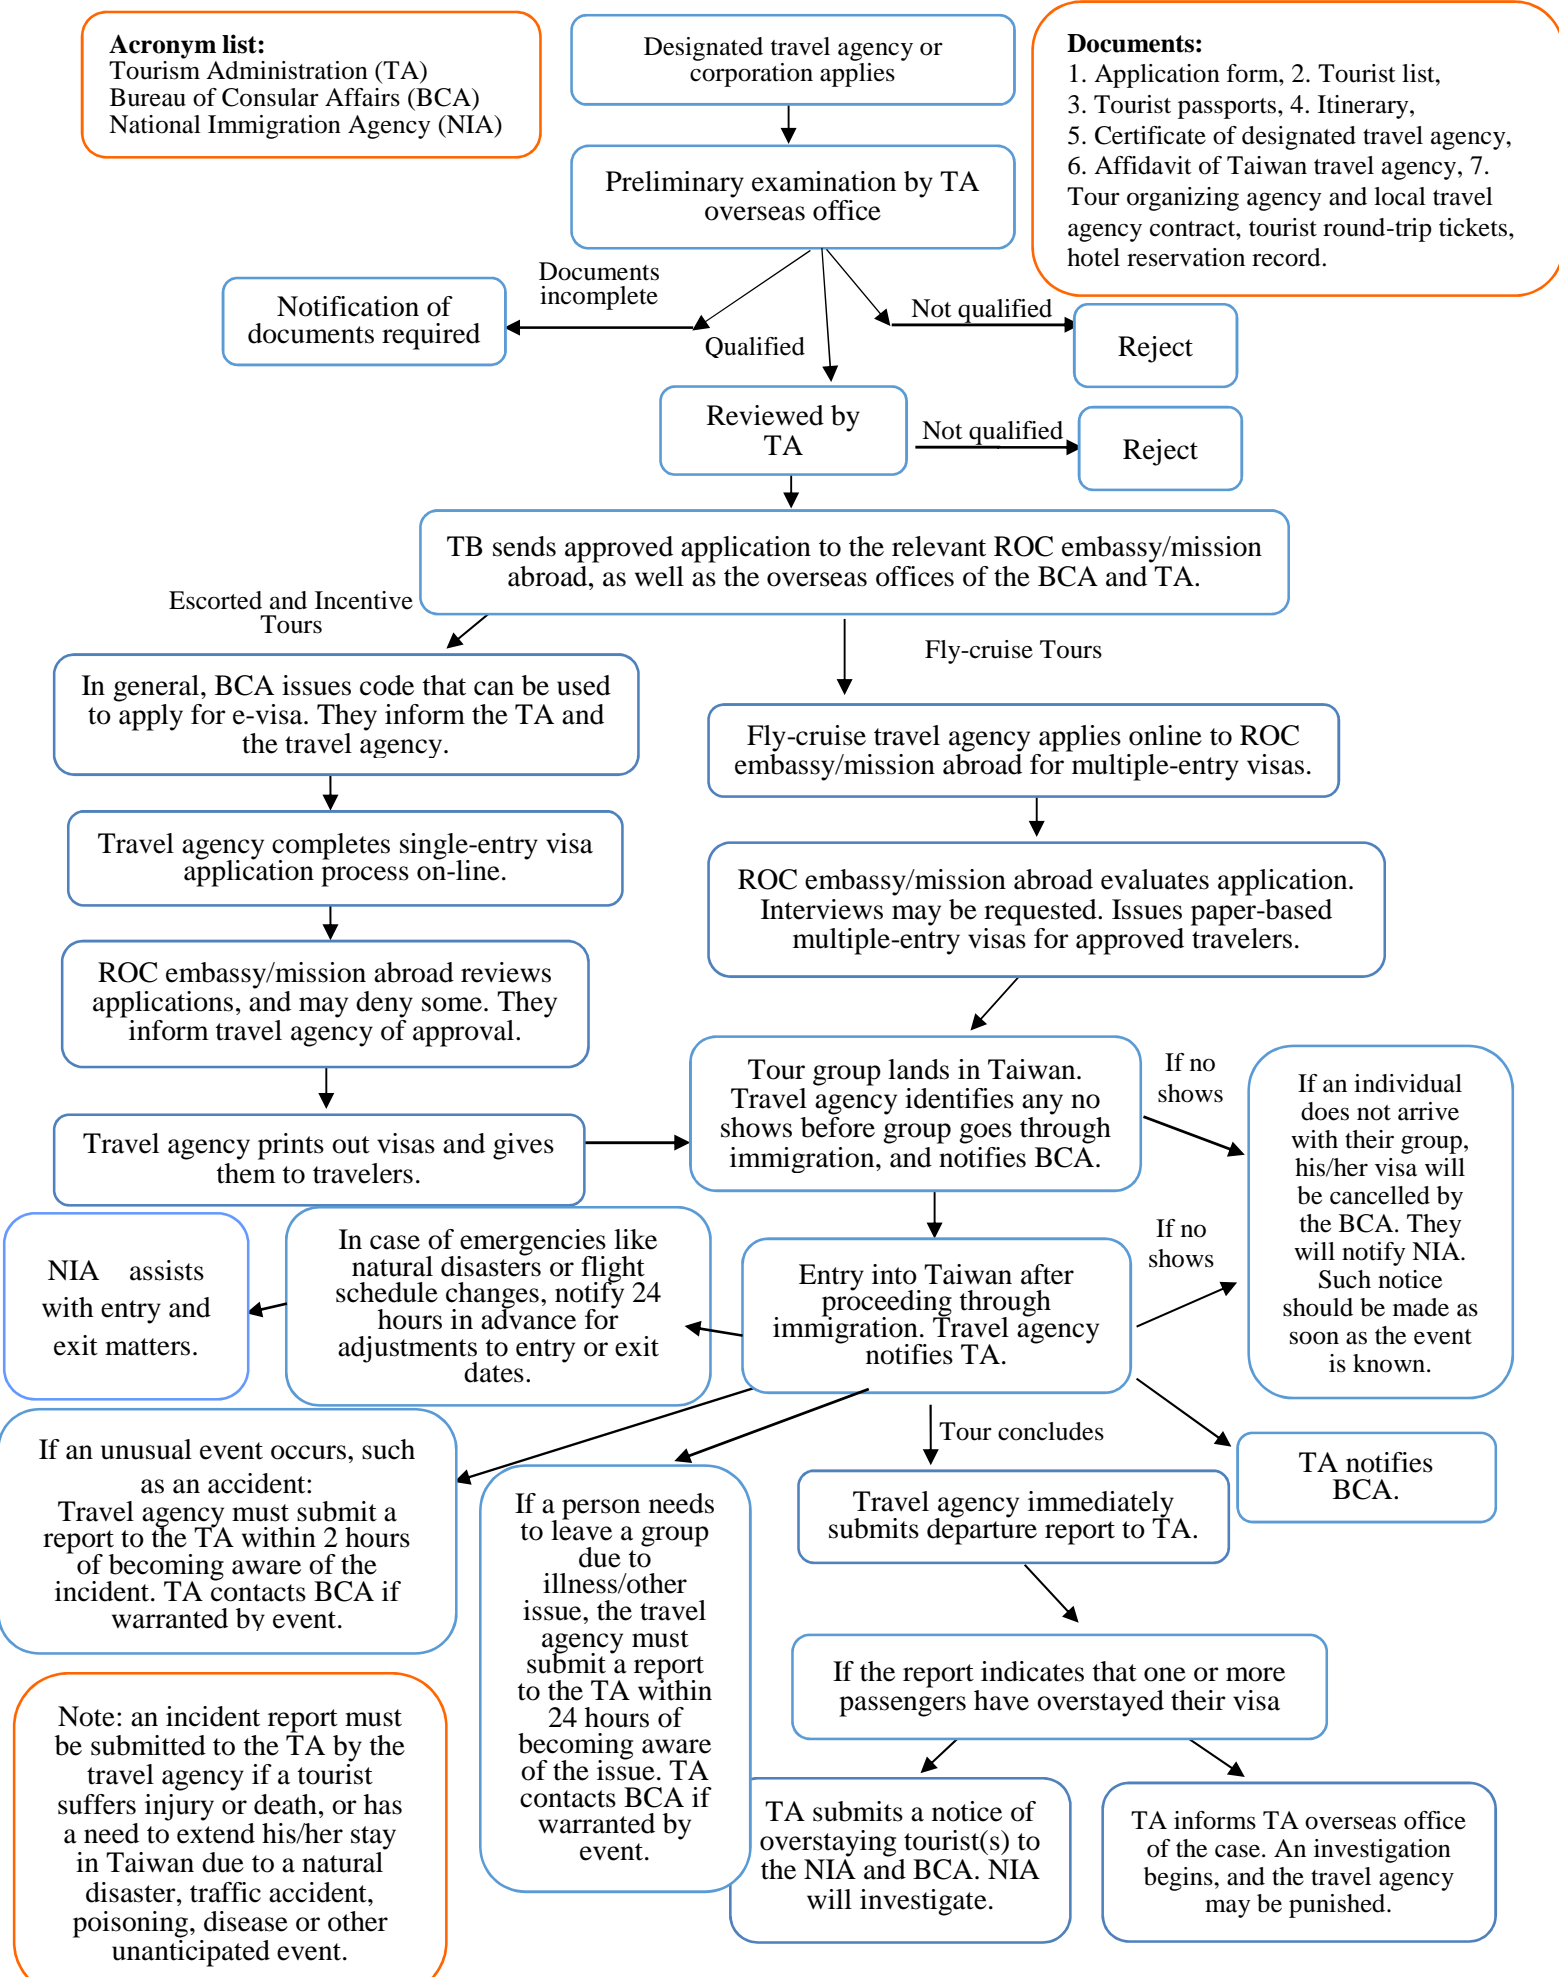 Acronym list:
Tourism Administration (TA)
Bureau of Consular Affairs (BCA)
National Immigration Agency (NIA)
Designated travel agency or
corporation applies
Documents:
1. Application form, 2. Tourist list,
3. Tourist passports, 4. Itinerary,
5. Certificate of designated travel agency,
6. Affidavit of Taiwan travel agency, 7.
Tour organizing agency and local travel
agency contract, tourist round-trip tickets,
hotel reservation record.
Preliminary examination by TA
overseas office
Documents
incomplete
Notification of
documents required
Qualified
Not qualified
Reject
Reviewed by
TA
Not qualified
Reject
TB sends approved application to the relevant ROC embassy/mission
abroad, as well as the overseas offices of the BCA and TA.
Escorted and Incentive
Tours
Fly-cruise Tours
In general, BCA issues code that can be used
to apply for e-visa. They inform the TA and
the travel agency.
Fly-cruise travel agency applies online to ROC
embassy/mission abroad for multiple-entry visas.
Travel agency completes single-entry visa
application process on-line.
ROC embassy/mission abroad evaluates application.
Interviews may be requested. Issues paper-based
multiple-entry visas for approved travelers.
ROC embassy/mission abroad reviews
applications, and may deny some. They
inform travel agency of approval.
Travel agency prints out visas and gives
them to travelers.
Tour group lands in Taiwan.
Travel agency identifies any no
shows before group goes through
immigration, and notifies BCA.
If no
shows
If an individual
does not arrive
with their group,
his/her visa will
be cancelled by
the BCA. They
will notify NIA.
Such notice
should be made as
soon as the event
is known.
NIA assists
with entry and
exit matters.
In case of emergencies like
natural disasters or flight
schedule changes, notify 24
hours in advance for
adjustments to entry or exit
dates.
Entry into Taiwan after
proceeding through
immigration. Travel agency
notifies TA.
If no
shows
If an unusual event occurs, such
as an accident:
Travel agency must submit a
report to the TA within 2 hours
of becoming aware of the
incident. TA contacts BCA if
warranted by event.
If a person needs
to leave a group
due to
illness/other
issue, the travel
agency must
submit a report
to the TA within
24 hours of
becoming aware
of the issue. TA
contacts BCA if
warranted by
event.
Tour concludes
TA notifies
BCA.
Travel agency immediately
submits departure report to TA.
If the report indicates that one or more
passengers have overstayed their visa
Note: an incident report must
be submitted to the TA by the
travel agency if a tourist
suffers injury or death, or has
a need to extend his/her stay
in Taiwan due to a natural
disaster, traffic accident,
poisoning, disease or other
unanticipated event.
TA submits a notice of
overstaying tourist(s) to
the NIA and BCA. NIA
will investigate.
TA informs TA overseas office
of the case. An investigation
begins, and the travel agency
may be punished.